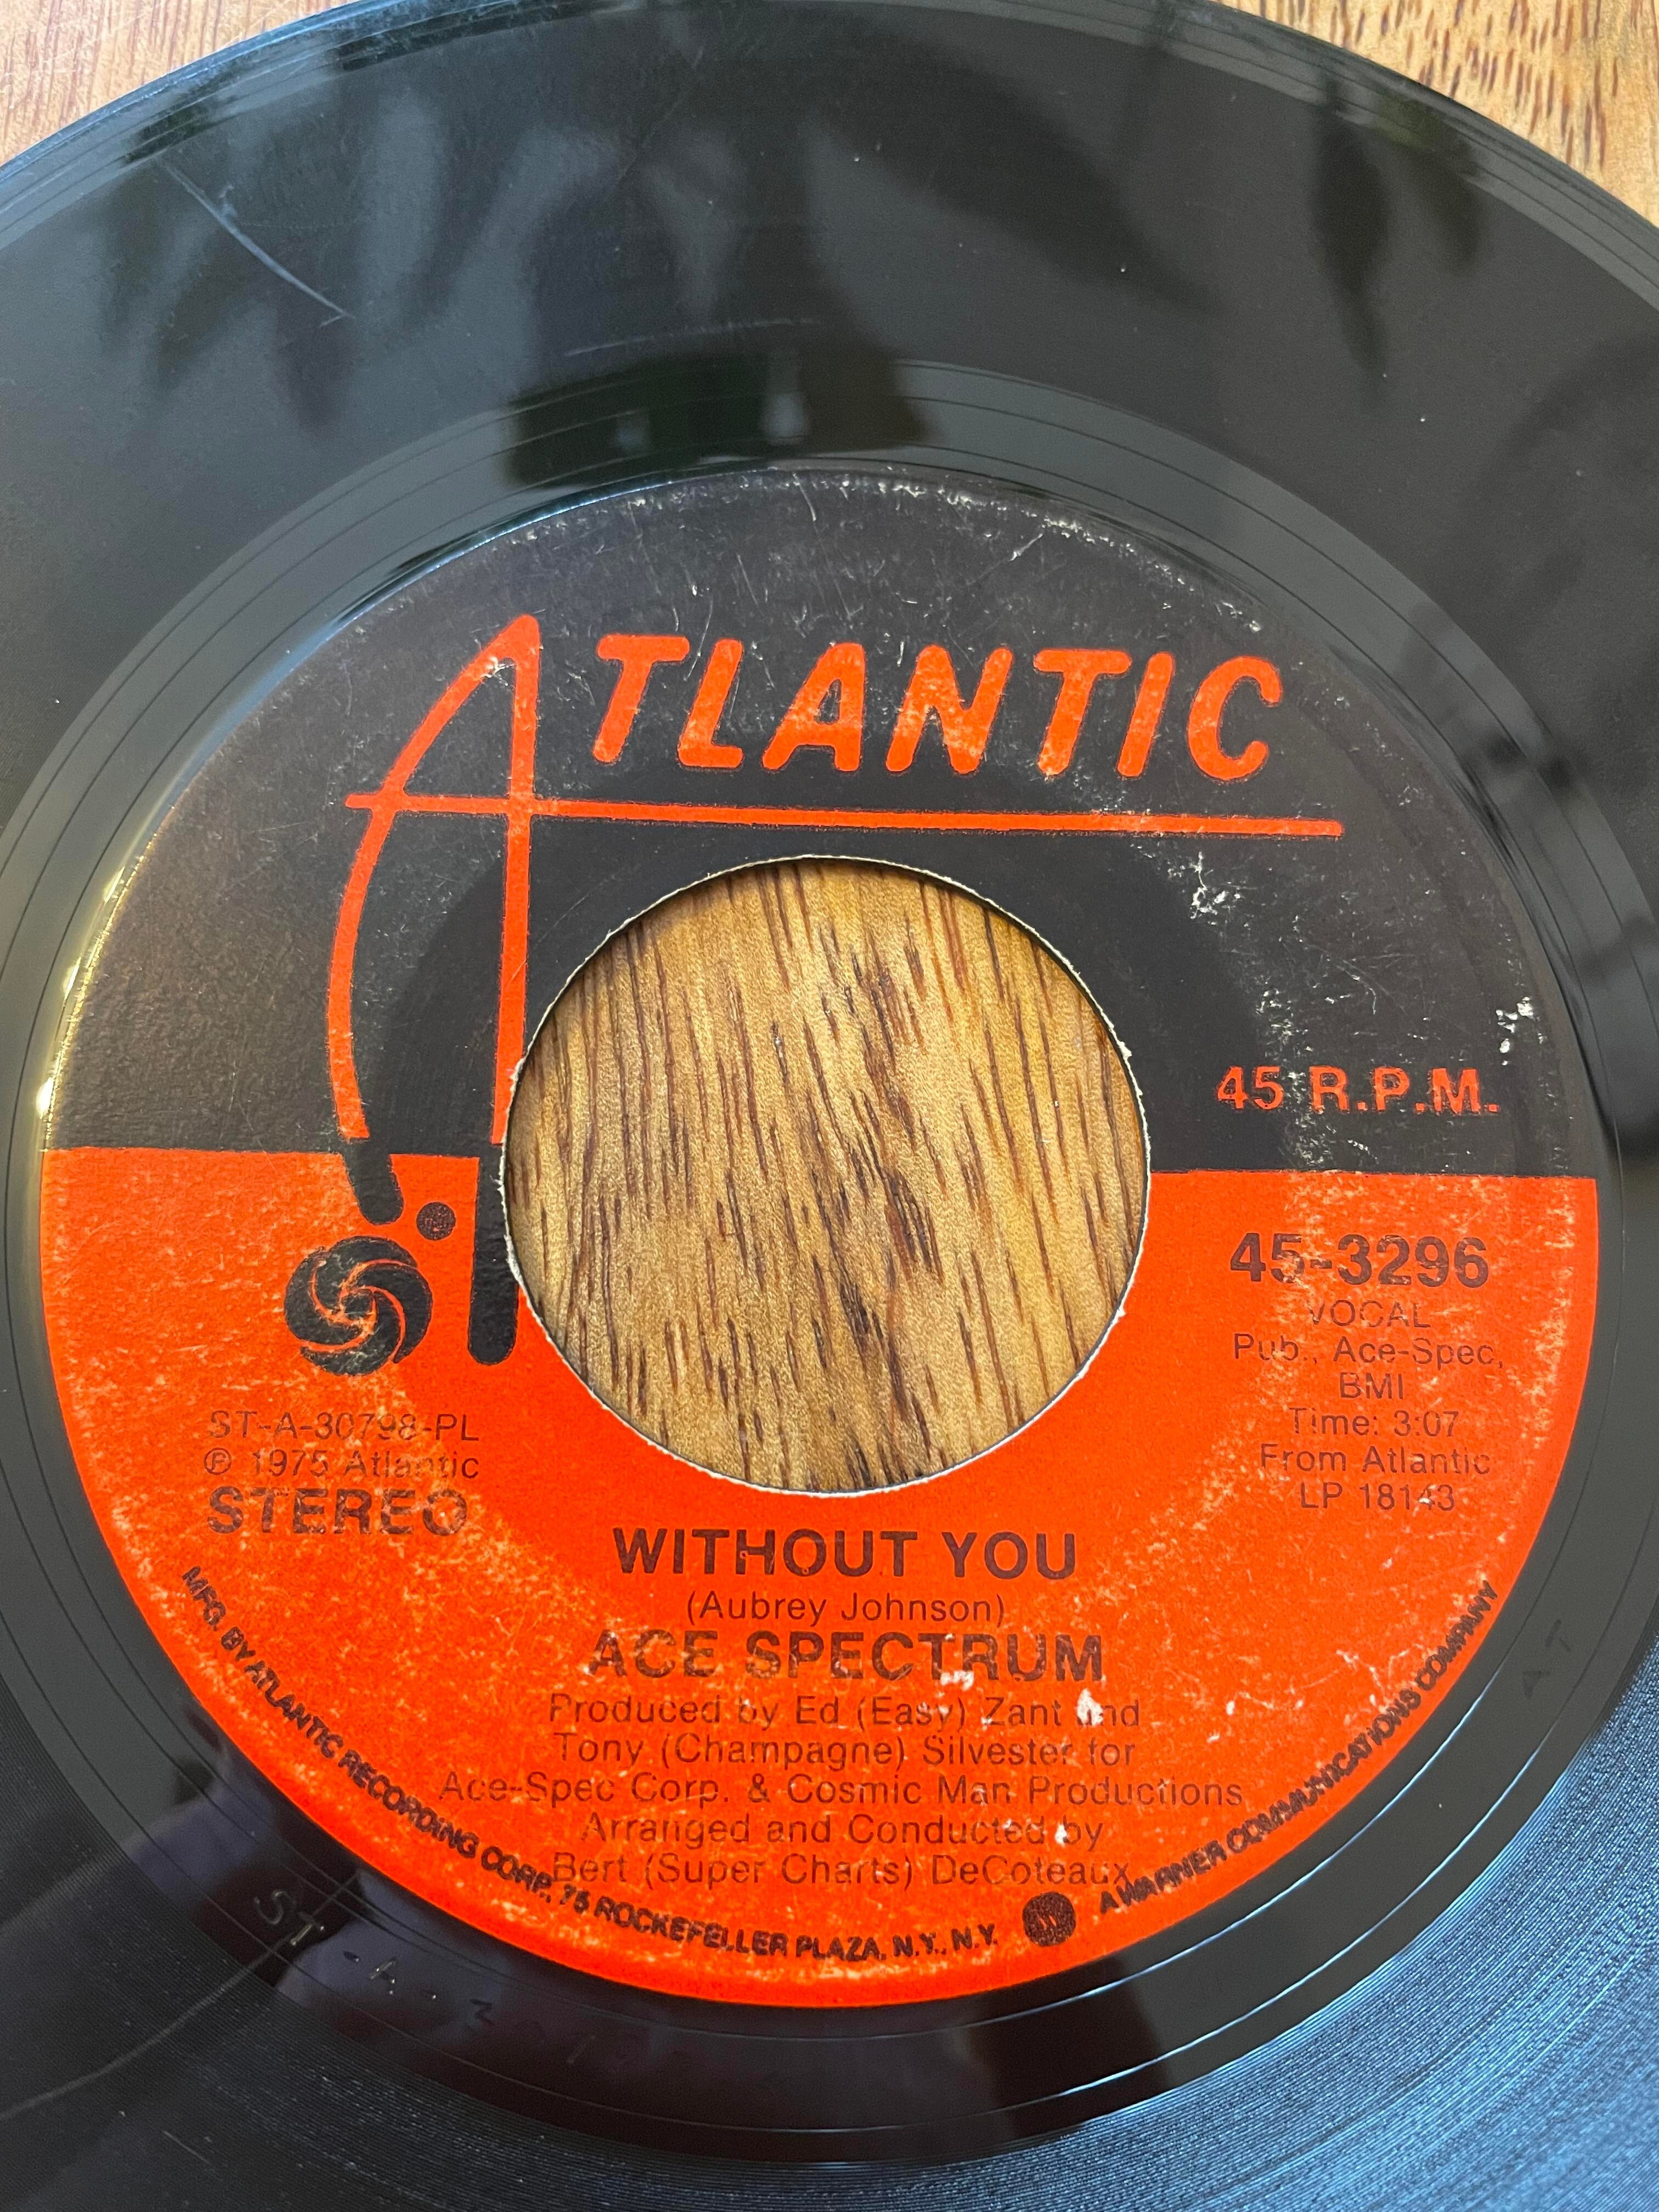 ATLANTIC
45 R.P.M.
45-3296
VOCAL
Pub., Ace-Spec,
BMI
Time: 3:07
From Atlantic
LP 18143
ST-A-30798-PL
℗ 1975 Atlantic
STEREO
WITHOUT YOU
(Aubrey Johnson)
ACE SPECTRUM
Produced by Ed (Easy) Zant and
Tony (Champagne) Silvester for
Ace-Spec Corp. & Cosmic Man Productions
Arranged and Conducted by
Bert (Super Charts) DeCoteaux
MFG. BY ATLANTIC RECORDING CORP., 75 ROCKEFELLER PLAZA, N.Y., N.Y. A WARNER COMMUNICATIONS COMPANY
ST-A-3
AT